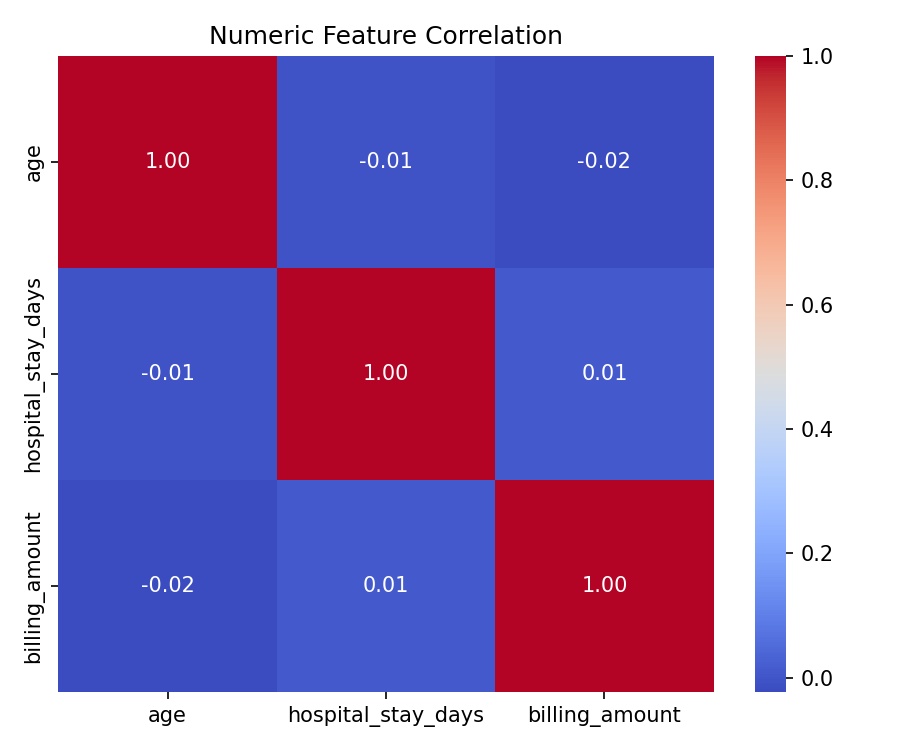 Numeric Feature Correlation
age
1.00
-0.01
-0.02
hospital_stay_days
-0.01
1.00
0.01
billing_amount
-0.02
0.01
1.00
age
hospital_stay_days
billing_amount
1.0
0.8
0.6
0.4
0.2
0.0